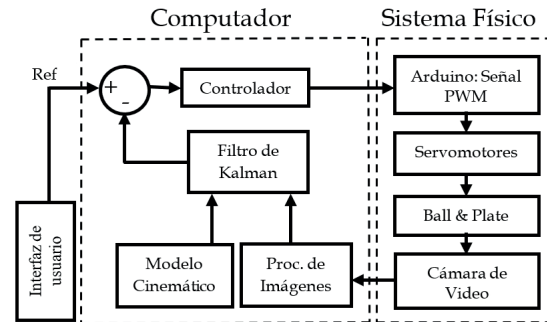 Computador
Sistema Físico
Ref
+
-
Controlador
Arduino: Señal
PWM
Filtro de
Kalman
Servomotores
Ball & Plate
Interfaz de
usuario
Modelo
Cinemático
Proc. de
Imágenes
Cámara de
Video